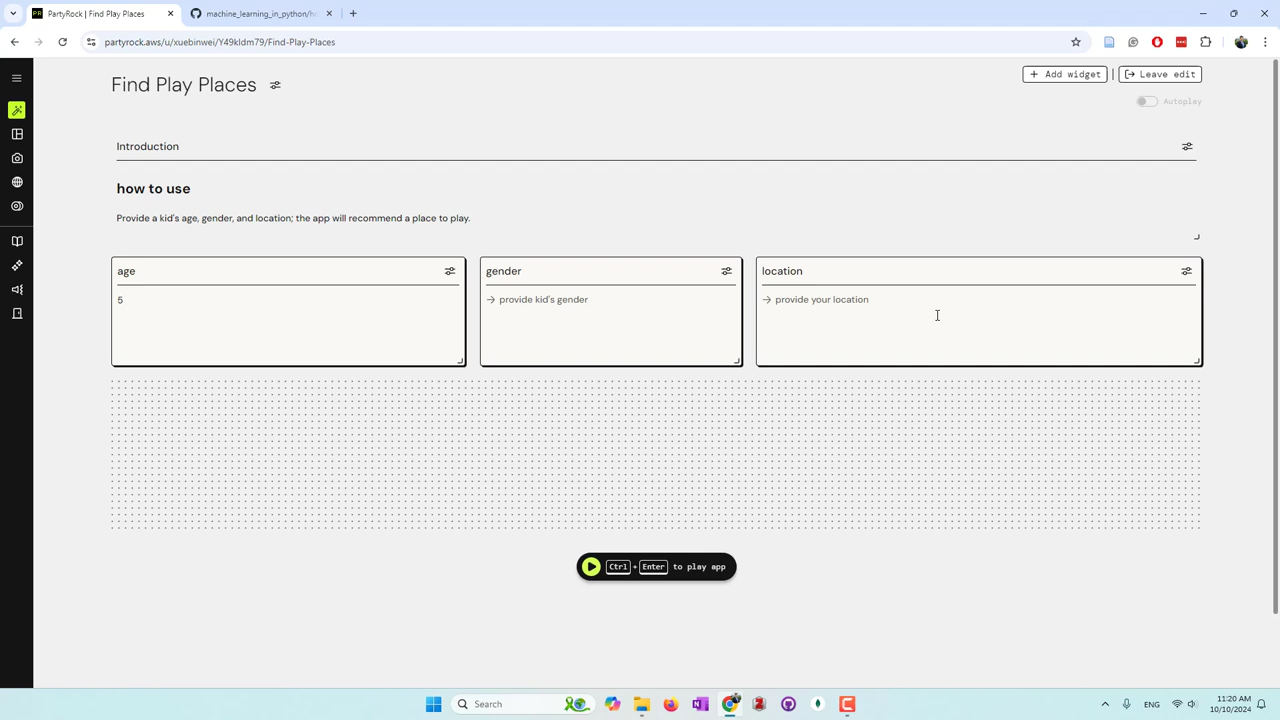 PartyRock | Find Play Places
machine_learning_in_python/ho
partyrock.aws/u/xuebinwei/Y49kIdm79/Find-Play-Places
Find Play Places
Add widget
Leave edit
Autoplay
Introduction
how to use
Provide a kid's age, gender, and location; the app will recommend a place to play.
age
gender
location
5
provide kid's gender
provide your location
Ctrl + Enter to play app
Search
ENG
11:20 AM
10/10/2024